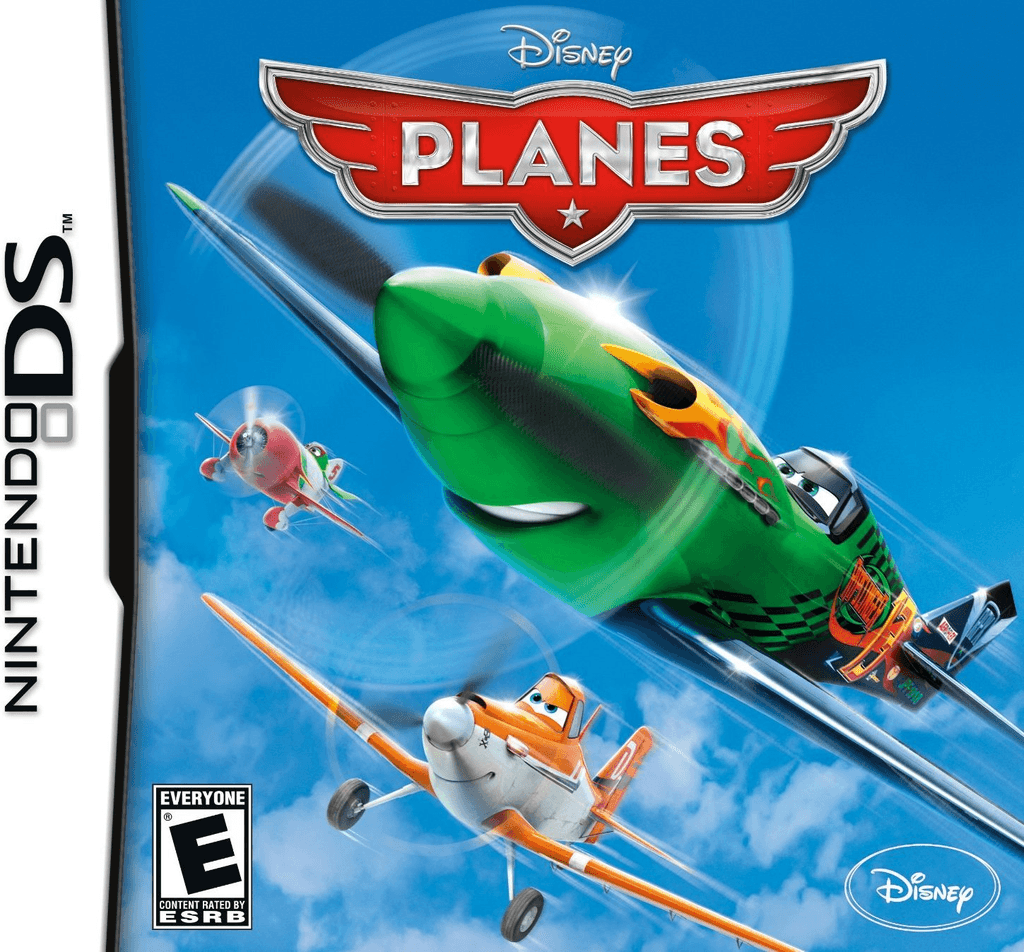 DISNEY
PLANES
NINTENDO DS™
EVERYONE
E®
CONTENT RATED BY
ESRB
DISNEY